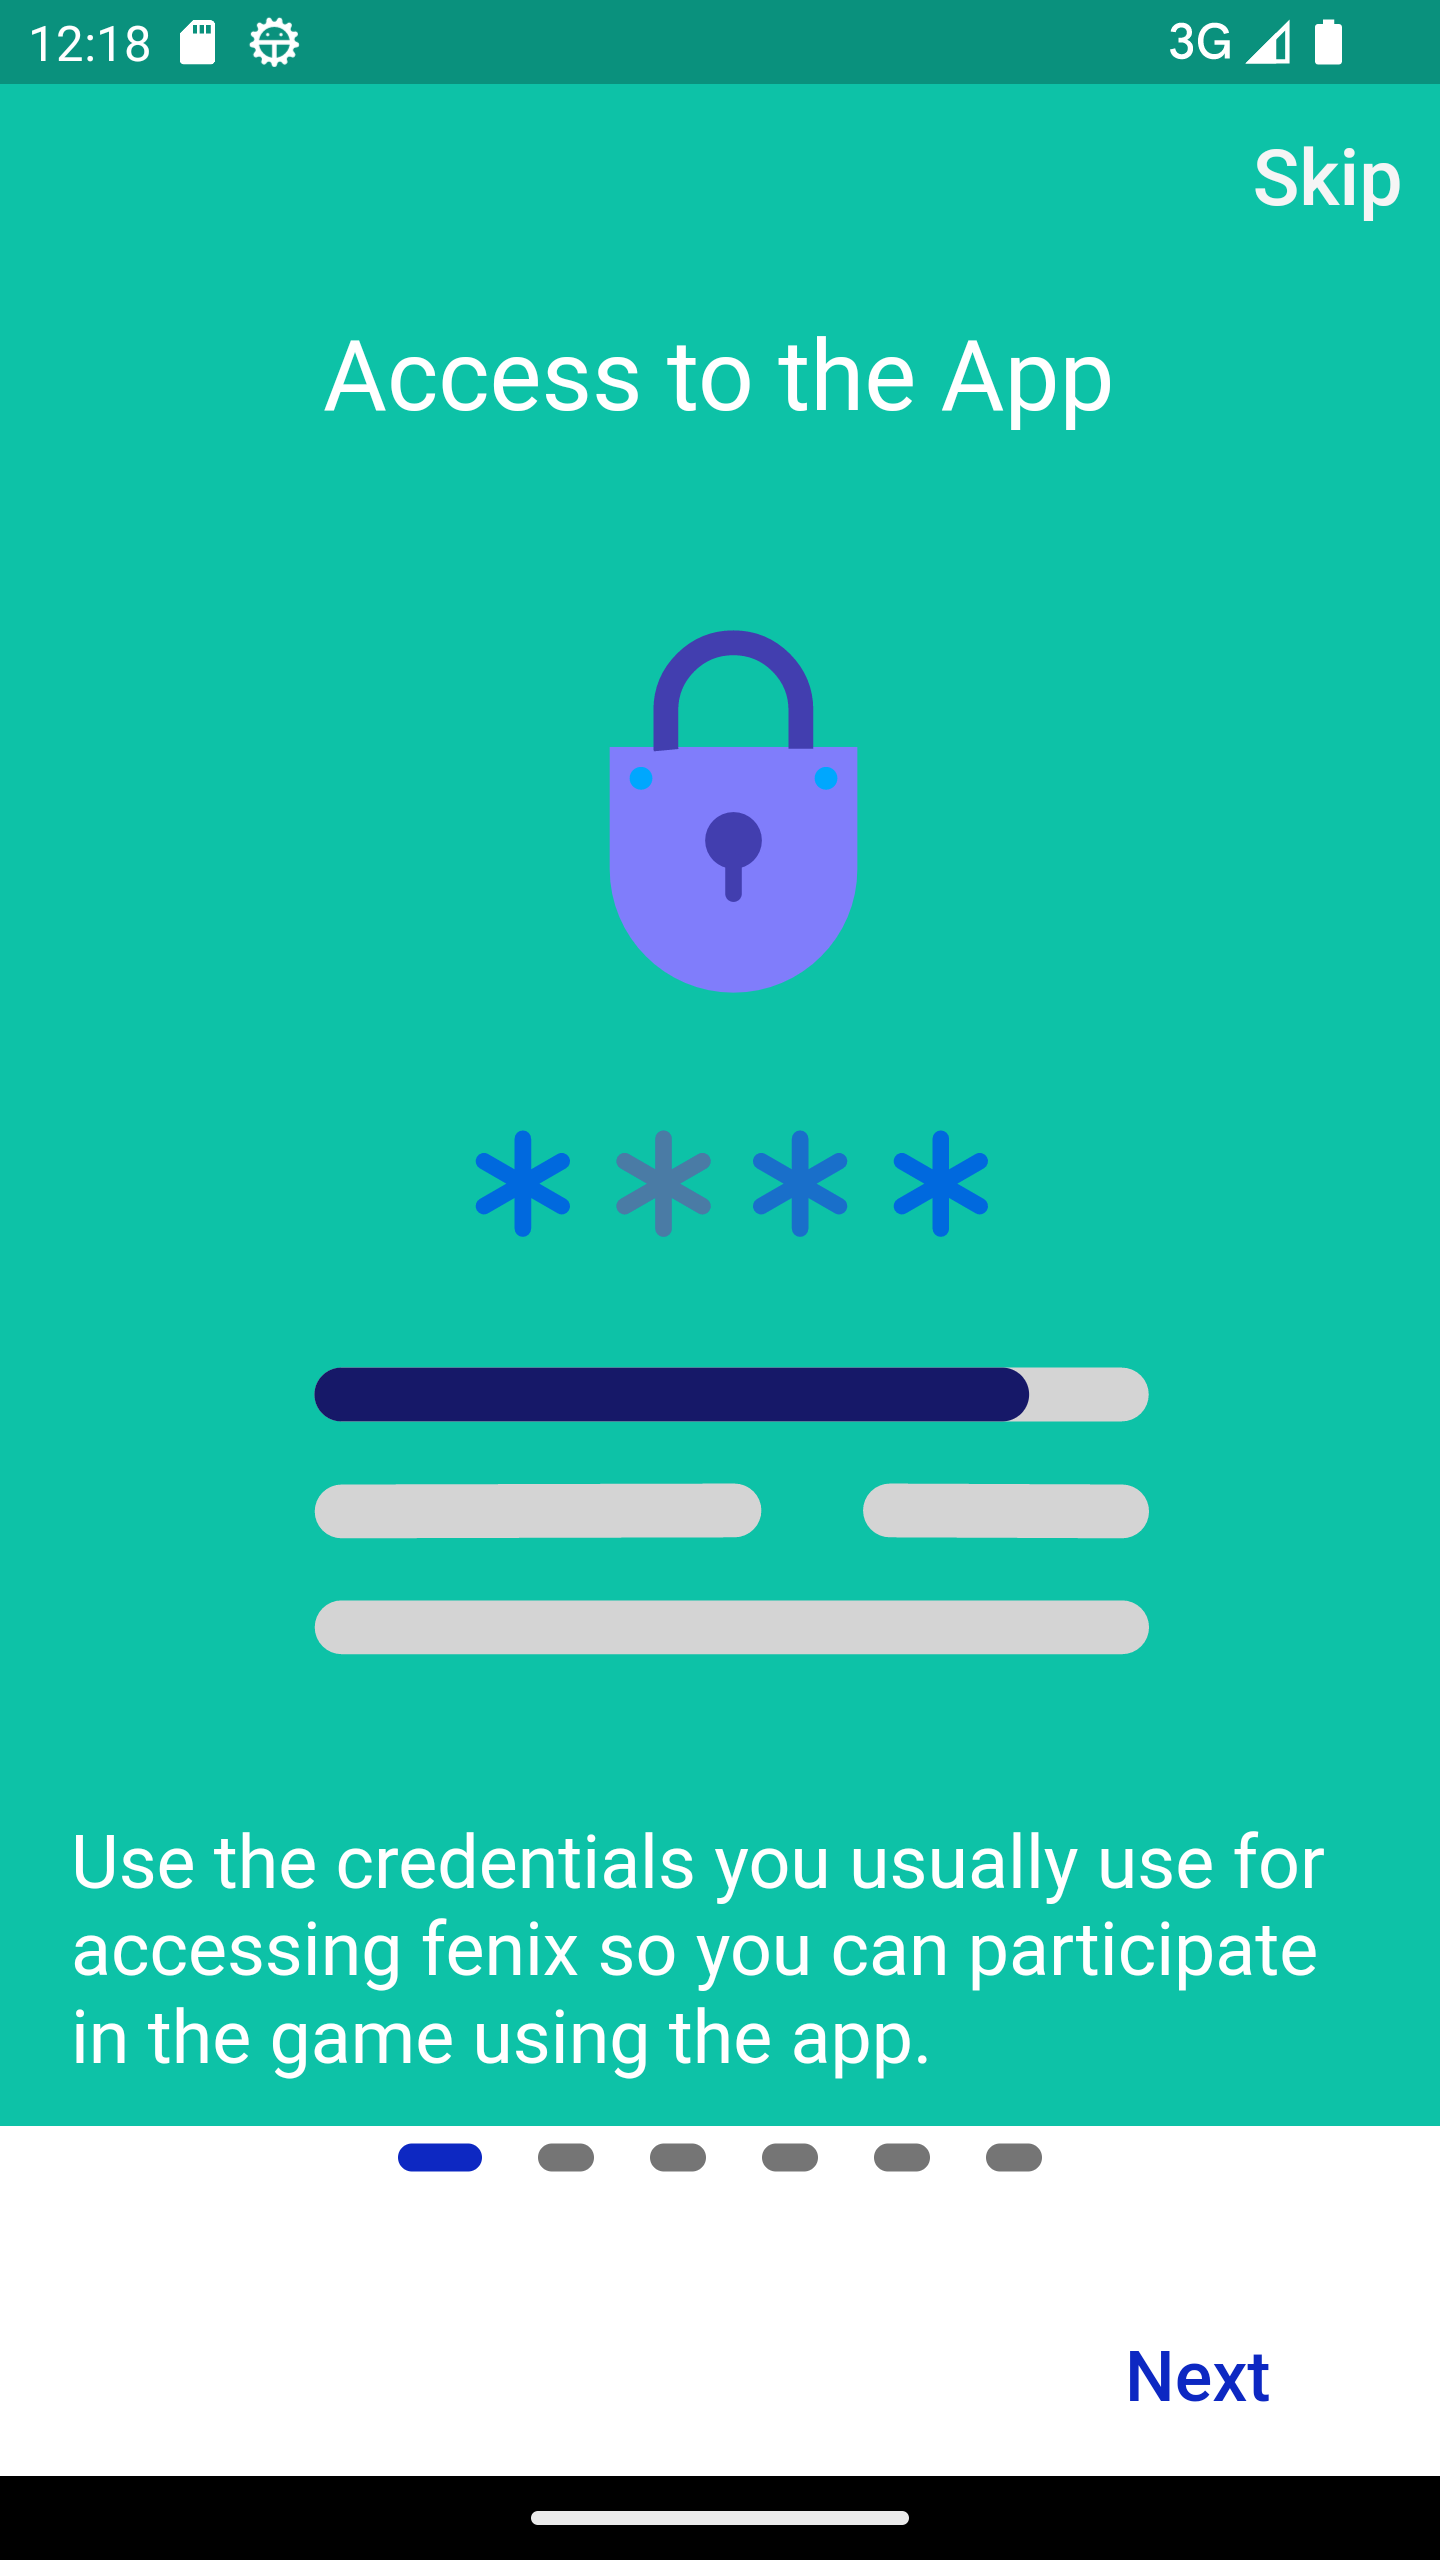 12:18
3G
Skip
Access to the App
Use the credentials you usually use for
accessing fenix so you can participate
in the game using the app.
Next